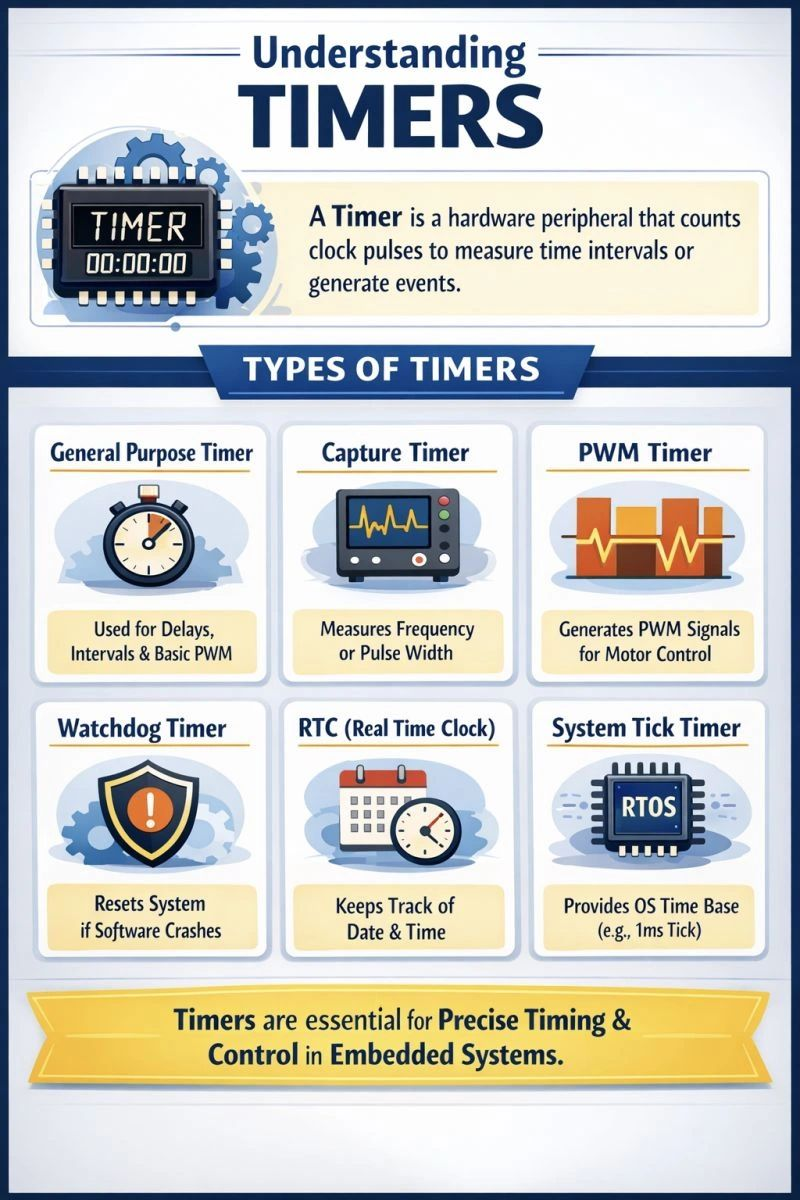 Understanding
TIMERS
TIMER
00:00:00
A Timer is a hardware peripheral that counts
clock pulses to measure time intervals or
generate events.
TYPES OF TIMERS
General Purpose Timer
Used for Delays,
Intervals & Basic PWM
Capture Timer
Measures Frequency
or Pulse Width
PWM Timer
Generates PWM Signals
for Motor Control
Watchdog Timer
Resets System
if Software Crashes
RTC (Real Time Clock)
Keeps Track of
Date & Time
System Tick Timer
RTOS
Provides OS Time Base
(e.g., 1ms Tick)
Timers are essential for Precise Timing &
Control in Embedded Systems.